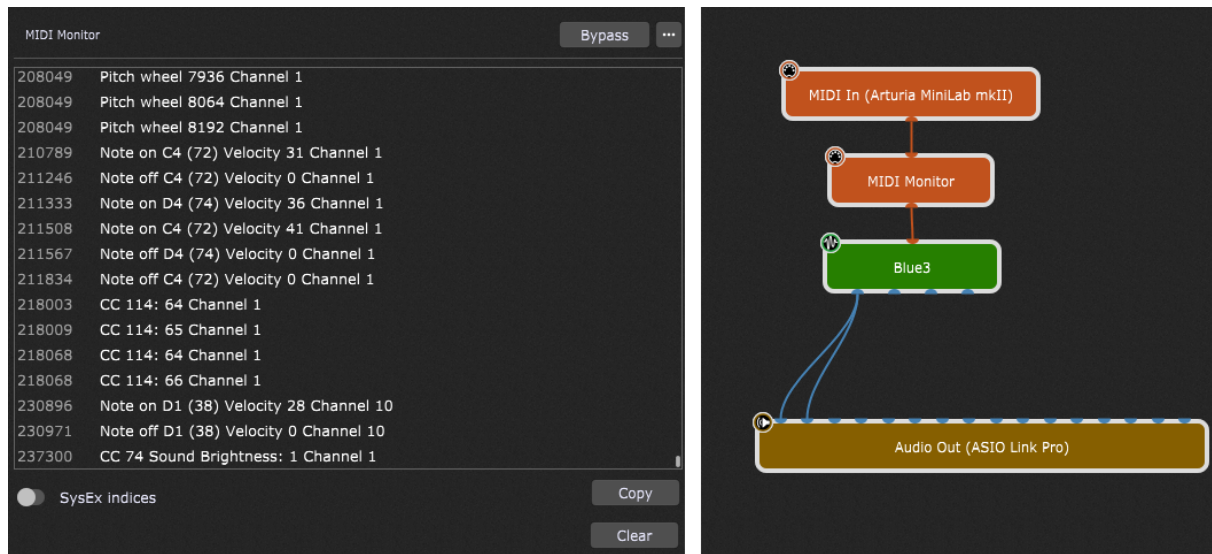 MIDI Monitor
Bypass
...
208049 Pitch wheel 7936 Channel 1
208049 Pitch wheel 8064 Channel 1
208049 Pitch wheel 8192 Channel 1
210789 Note on C4 (72) Velocity 31 Channel 1
211246 Note off C4 (72) Velocity 0 Channel 1
211333 Note on D4 (74) Velocity 36 Channel 1
211508 Note on C4 (72) Velocity 41 Channel 1
211567 Note off D4 (74) Velocity 0 Channel 1
211834 Note off C4 (72) Velocity 0 Channel 1
218003 CC 114: 64 Channel 1
218009 CC 114: 65 Channel 1
218068 CC 114: 64 Channel 1
218068 CC 114: 66 Channel 1
230896 Note on D1 (38) Velocity 28 Channel 10
230971 Note off D1 (38) Velocity 0 Channel 10
237300 CC 74 Sound Brightness: 1 Channel 1
SysEx indices
Copy
Clear
MIDI In (Arturia MiniLab mkII)
MIDI Monitor
Blue3
Audio Out (ASIO Link Pro)